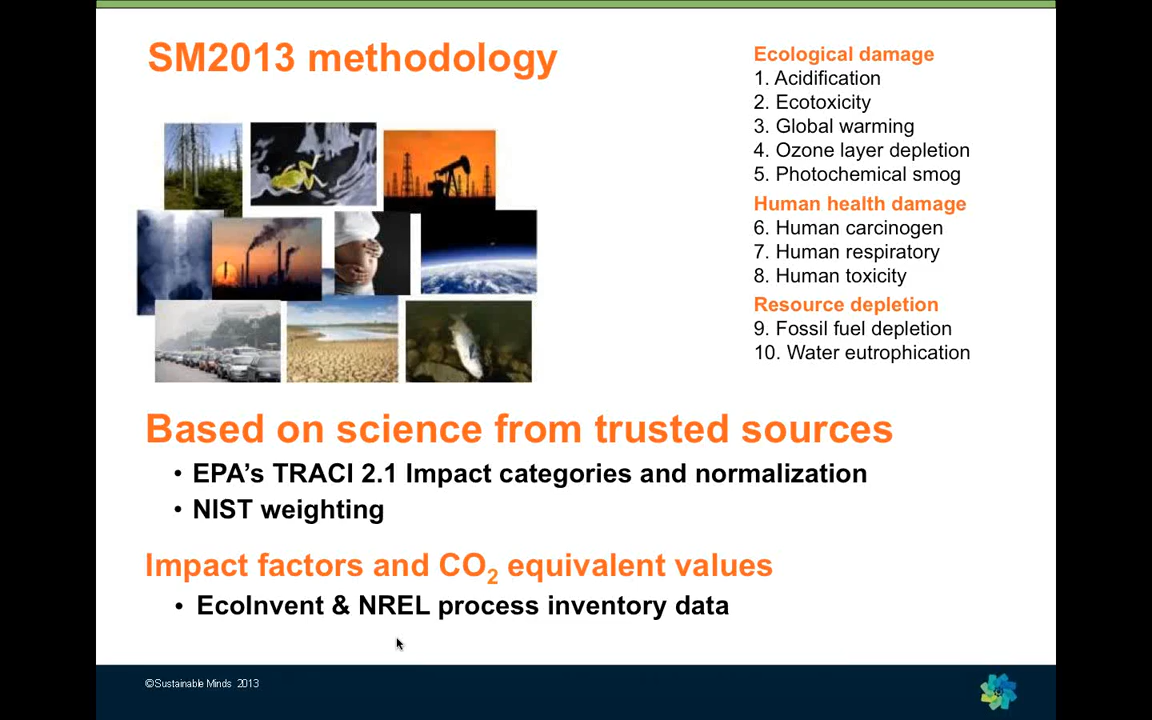 SM2013 methodology
Ecological damage
1. Acidification
2. Ecotoxicity
3. Global warming
4. Ozone layer depletion
5. Photochemical smog
Human health damage
6. Human carcinogen
7. Human respiratory
8. Human toxicity
Resource depletion
9. Fossil fuel depletion
10. Water eutrophication
Based on science from trusted sources
• EPA’s TRACI 2.1 Impact categories and normalization
• NIST weighting
Impact factors and CO₂ equivalent values
• EcoInvent & NREL process inventory data
©Sustainable Minds 2013